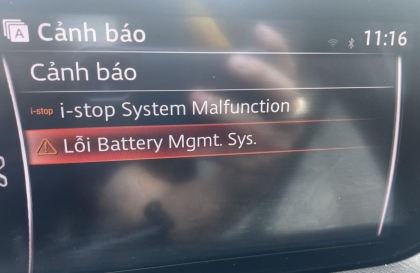 A Cảnh báo 11:16
Cảnh báo
i-stop i-stop System Malfunction
Lỗi Battery Mgmt. Sys.